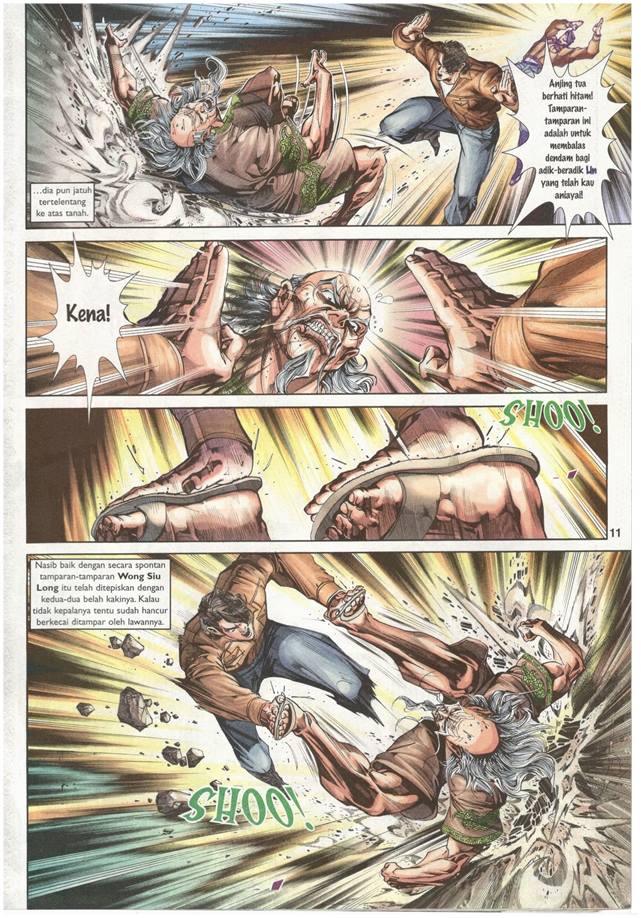 Anjing tua
berhati hitam!
Tamparan-
tamparan ini
adalah untuk
membalas
dendam bagi
adik-beradik Lin
yang telah kau
aniaya!!
...dia pun jatuh
tertelentang
ke atas tanah.
Kena!
SHOO!
11
Nasib baik dengan secara spontan
tamparan-tamparan Wong Siu
Long itu telah ditepiskan dengan
kedua-dua belah kakinya. Kalau
tidak kepalanya tentu sudah hancur
berkecai ditampar oleh lawannya.
SHOO!